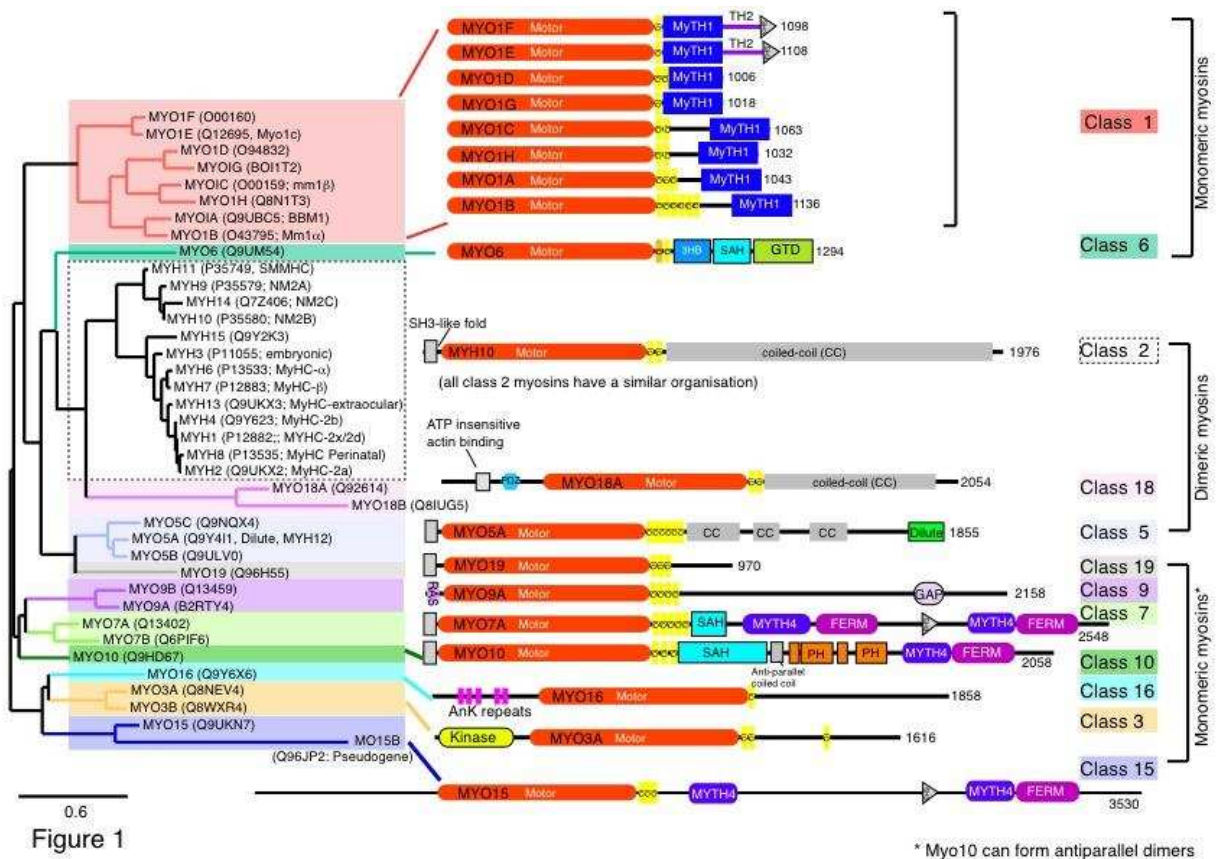 MYO1F (O00160)
MYO1E (Q12695, Myo1c)
MYO1D (O94832)
MYOIG (BOI1T2)
MYOIC (O00159; mm1β)
MYO1H (Q8N1T3)
MYOIA (Q9UBC5; BBM1)
MYO1B (O43795; Mm1α)
MYO6 (Q9UM54)
MYH11 (P35749, SMMHC)
MYH9 (P35579; NM2A)
MYH14 (Q7Z406; NM2C)
MYH10 (P35580; NM2B)
MYH15 (Q9Y2K3)
MYH3 (P11055; embryonic)
MYH6 (P13533; MyHC-α)
MYH7 (P12883; MyHC-β)
MYH13 (Q9UKX3; MyHC-extraocular)
MYH4 (Q9Y623; MyHC-2b)
MYH1 (P12882;; MYHC-2x/2d)
MYH8 (P13535; MyHC Perinatal)
MYH2 (Q9UKX2; MyHC-2a)
MYO18A (Q92614)
MYO18B (Q8IUG5)
MYO5C (Q9NQX4)
MYO5A (Q9Y4I1, Dilute, MYH12)
MYO5B (Q9ULV0)
MYO19 (Q96H55)
MYO9B (Q13459)
MYO9A (B2RTY4)
MYO7A (Q13402)
MYO7B (Q6PIF6)
MYO10 (Q9HD67)
MYO16 (Q9Y6X6)
MYO3A (Q8NEV4)
MYO3B (Q8WXR4)
MYO15 (Q9UKN7)
MO15B
(Q96JP2: Pseudogene)
0.6
Figure 1
MYO1F Motor MyTH1 TH2 1098
MYO1E Motor MyTH1 TH2 1108
MYO1D Motor MyTH1 1006
MYO1G Motor MyTH1 1018
MYO1C Motor MyTH1 1063
MYO1H Motor MyTH1 1032
MYO1A Motor MyTH1 1043
MYO1B Motor MyTH1 1136
MYO6 Motor 3HB SAH GTD 1294
SH3-like fold
MYH10 Motor coiled-coil (CC) 1976
(all class 2 myosins have a similar organisation)
ATP insensitive
actin binding
PDZ MYO18A Motor coiled-coil (CC) 2054
MYO5A Motor CC CC CC Dilute 1855
MYO19 Motor 970
RAS MYO9A Motor GAP 2158
MYO7A Motor SAH MYTH4 FERM MYTH4 FERM 2548
MYO10 Motor SAH PH PH MYTH4 FERM 2058
Anti-parallel
coiled coil
MYO16 Motor 1858
AnK repeats
Kinase MYO3A Motor 1616
MYO15 Motor MYTH4 MYTH4 FERM 3530
Class 1
Class 6
Class 2
Class 18
Class 5
Class 19
Class 9
Class 7
Class 10
Class 16
Class 3
Class 15
Monomeric myosins
Dimeric myosins
Monomeric myosins*
* Myo10 can form antiparallel dimers